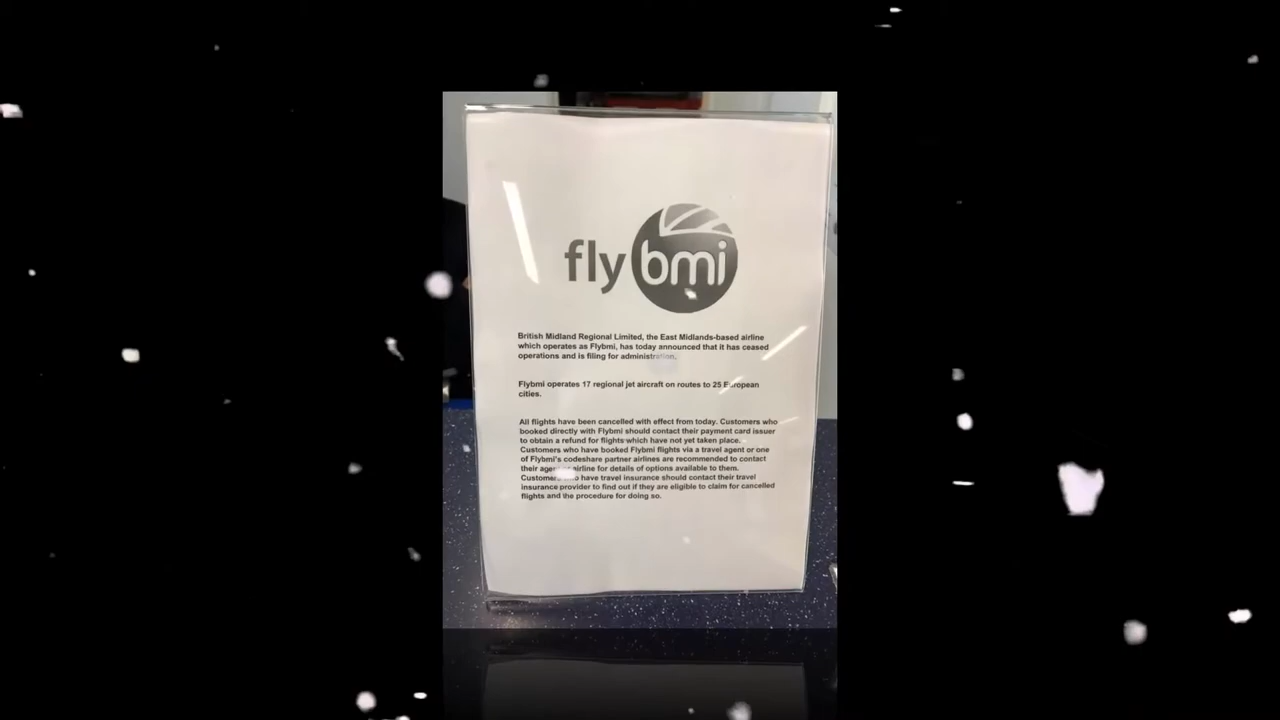 fly bmi
British Midland Regional Limited, the East Midlands-based airline
which operates as Flybmi, has today announced that it has ceased
operations and is filing for administration.
Flybmi operates 17 regional jet aircraft on routes to 25 European
cities.
All flights have been cancelled with effect from today. Customers who
booked directly with Flybmi should contact their payment card issuer
to obtain a refund for flights which have not yet taken place.
Customers who have booked Flybmi flights via a travel agent or one
of Flybmi's codeshare partner airlines are recommended to contact
their agent or airline for details of options available to them.
Customers who have travel insurance should contact their travel
insurance provider to find out if they are eligible to claim for cancelled
flights and the procedure for doing so.